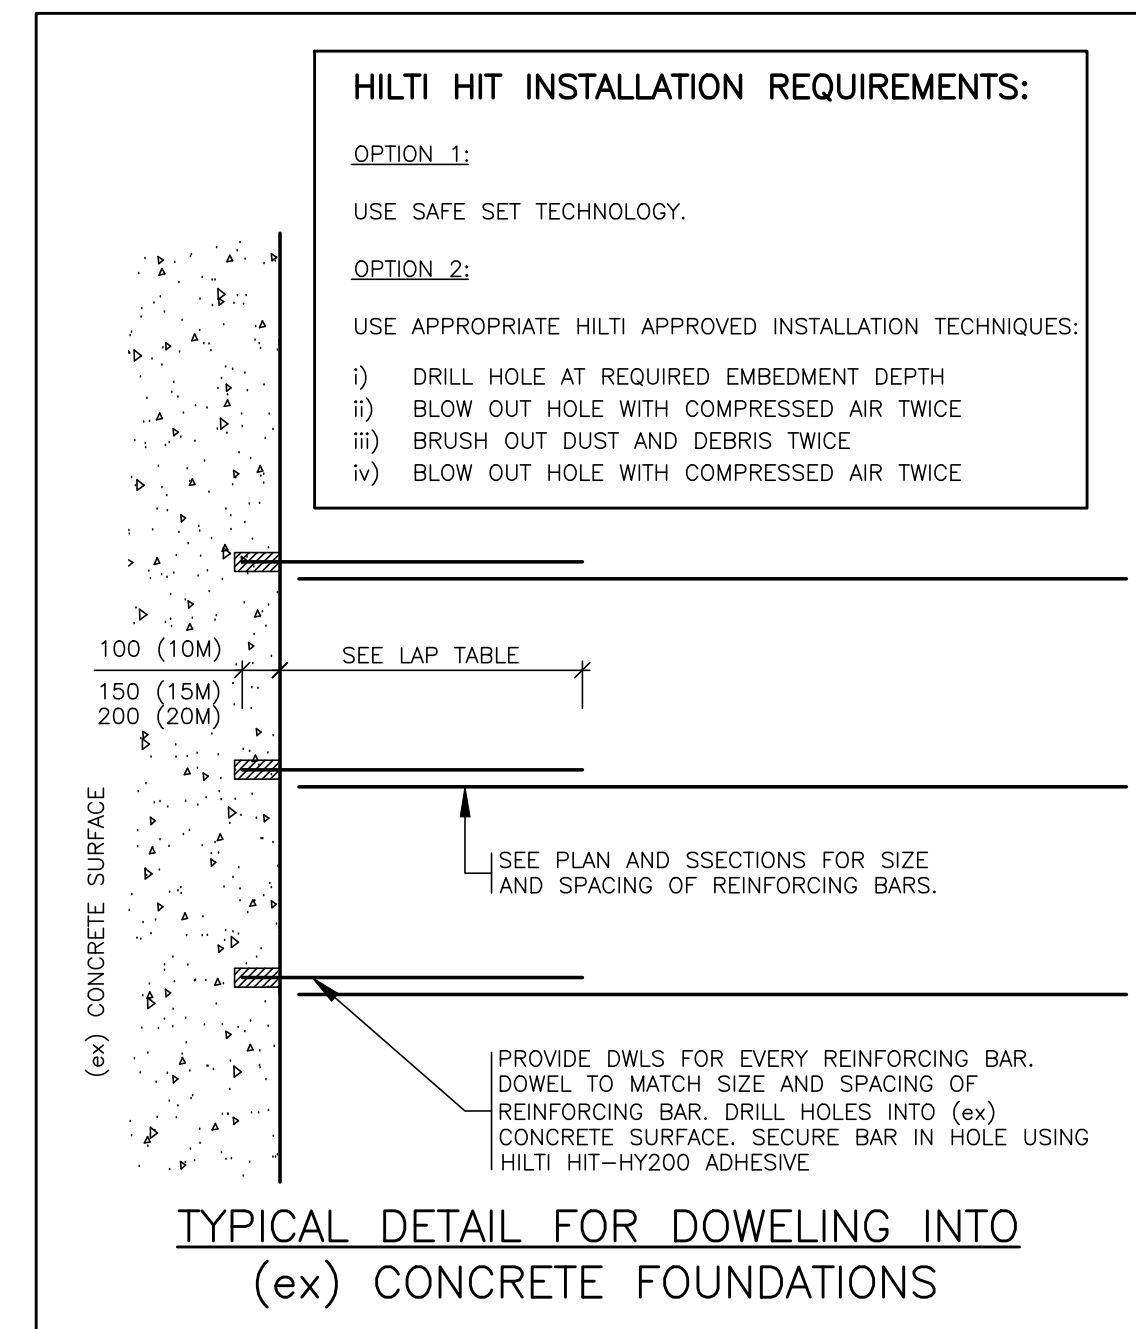 HILTI HIT INSTALLATION REQUIREMENTS:
OPTION 1:
USE SAFE SET TECHNOLOGY.
OPTION 2:
USE APPROPRIATE HILTI APPROVED INSTALLATION TECHNIQUES:
i) DRILL HOLE AT REQUIRED EMBEDMENT DEPTH
ii) BLOW OUT HOLE WITH COMPRESSED AIR TWICE
iii) BRUSH OUT DUST AND DEBRIS TWICE
iv) BLOW OUT HOLE WITH COMPRESSED AIR TWICE
100 (10M)
150 (15M)
200 (20M)
SEE LAP TABLE
(ex) CONCRETE SURFACE
SEE PLAN AND SSECTIONS FOR SIZE
AND SPACING OF REINFORCING BARS.
PROVIDE DWLS FOR EVERY REINFORCING BAR.
DOWEL TO MATCH SIZE AND SPACING OF
REINFORCING BAR. DRILL HOLES INTO (ex)
CONCRETE SURFACE. SECURE BAR IN HOLE USING
HILTI HIT-HY200 ADHESIVE
TYPICAL DETAIL FOR DOWELING INTO
(ex) CONCRETE FOUNDATIONS